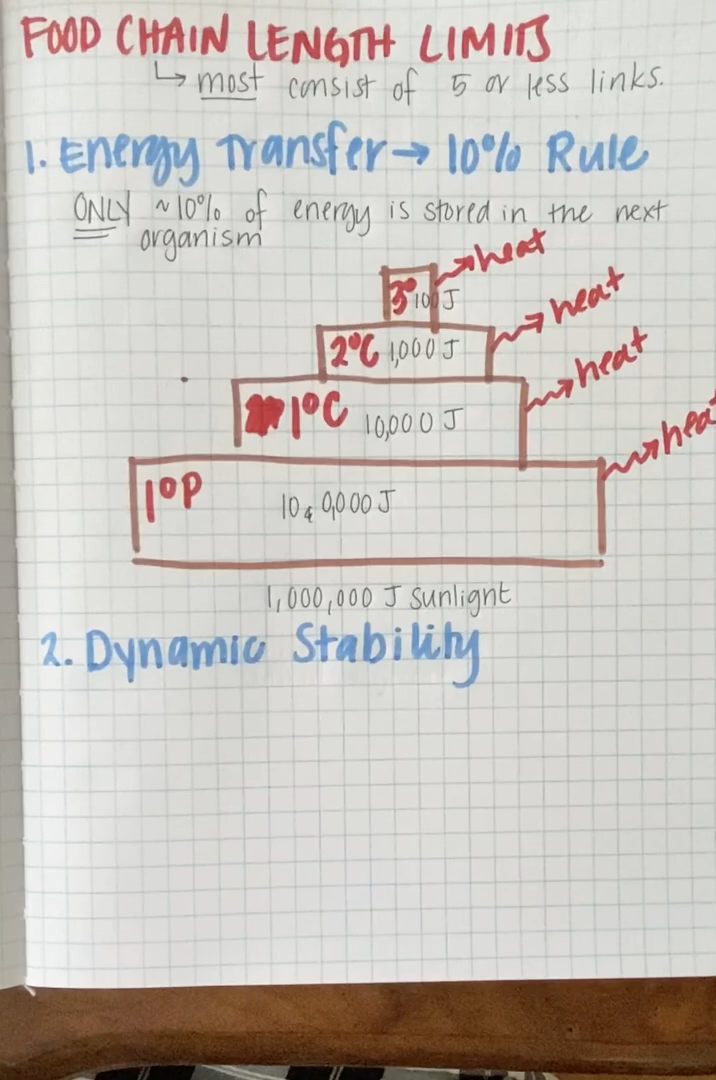 FOOD CHAIN LENGTH LIMITS
↳ most consist of 5 or less links.
1. Energy Transfer → 10% Rule
ONLY ~10% of energy is stored in the next
organism
3° 100 J → heat
2°C 1,000 J → heat
1°C 10,000 J → heat
1°P 100,000 J → heat
1,000,000 J sunlight
2. Dynamic Stability